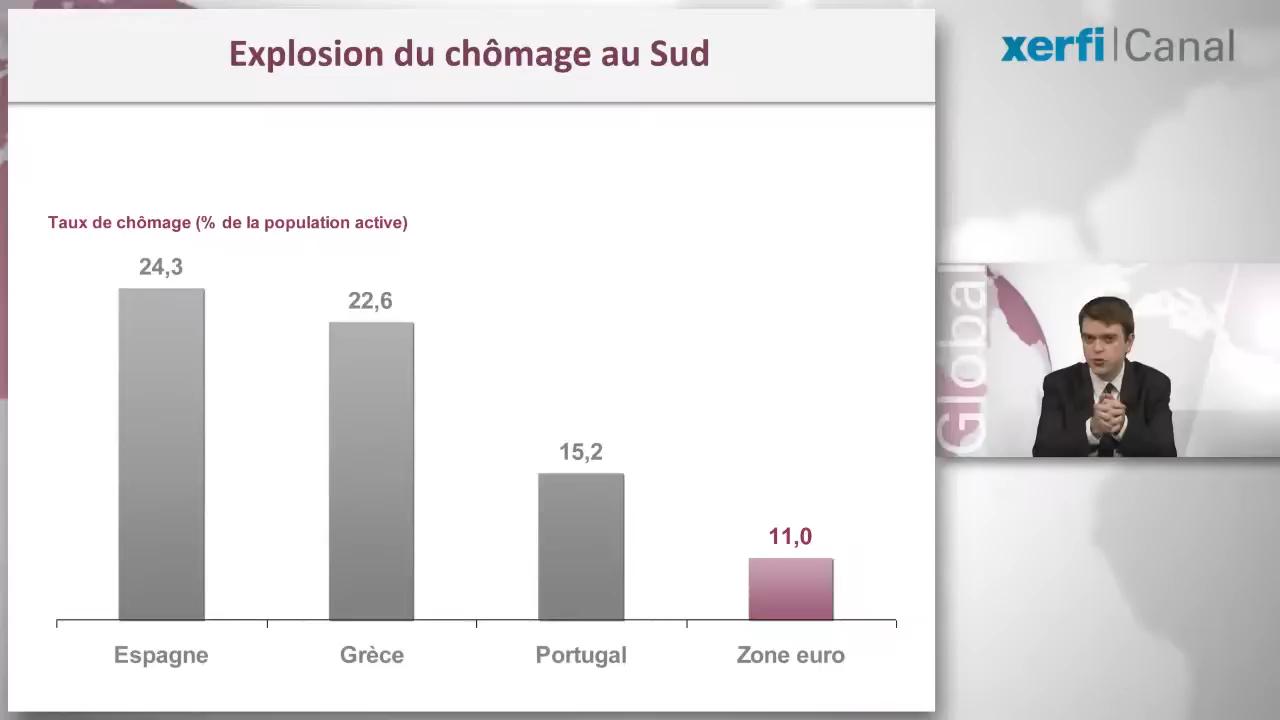 Explosion du chômage au Sud
xerfi Canal
Taux de chômage (% de la population active)
24,3
22,6
15,2
11,0
Espagne
Grèce
Portugal
Zone euro
Global